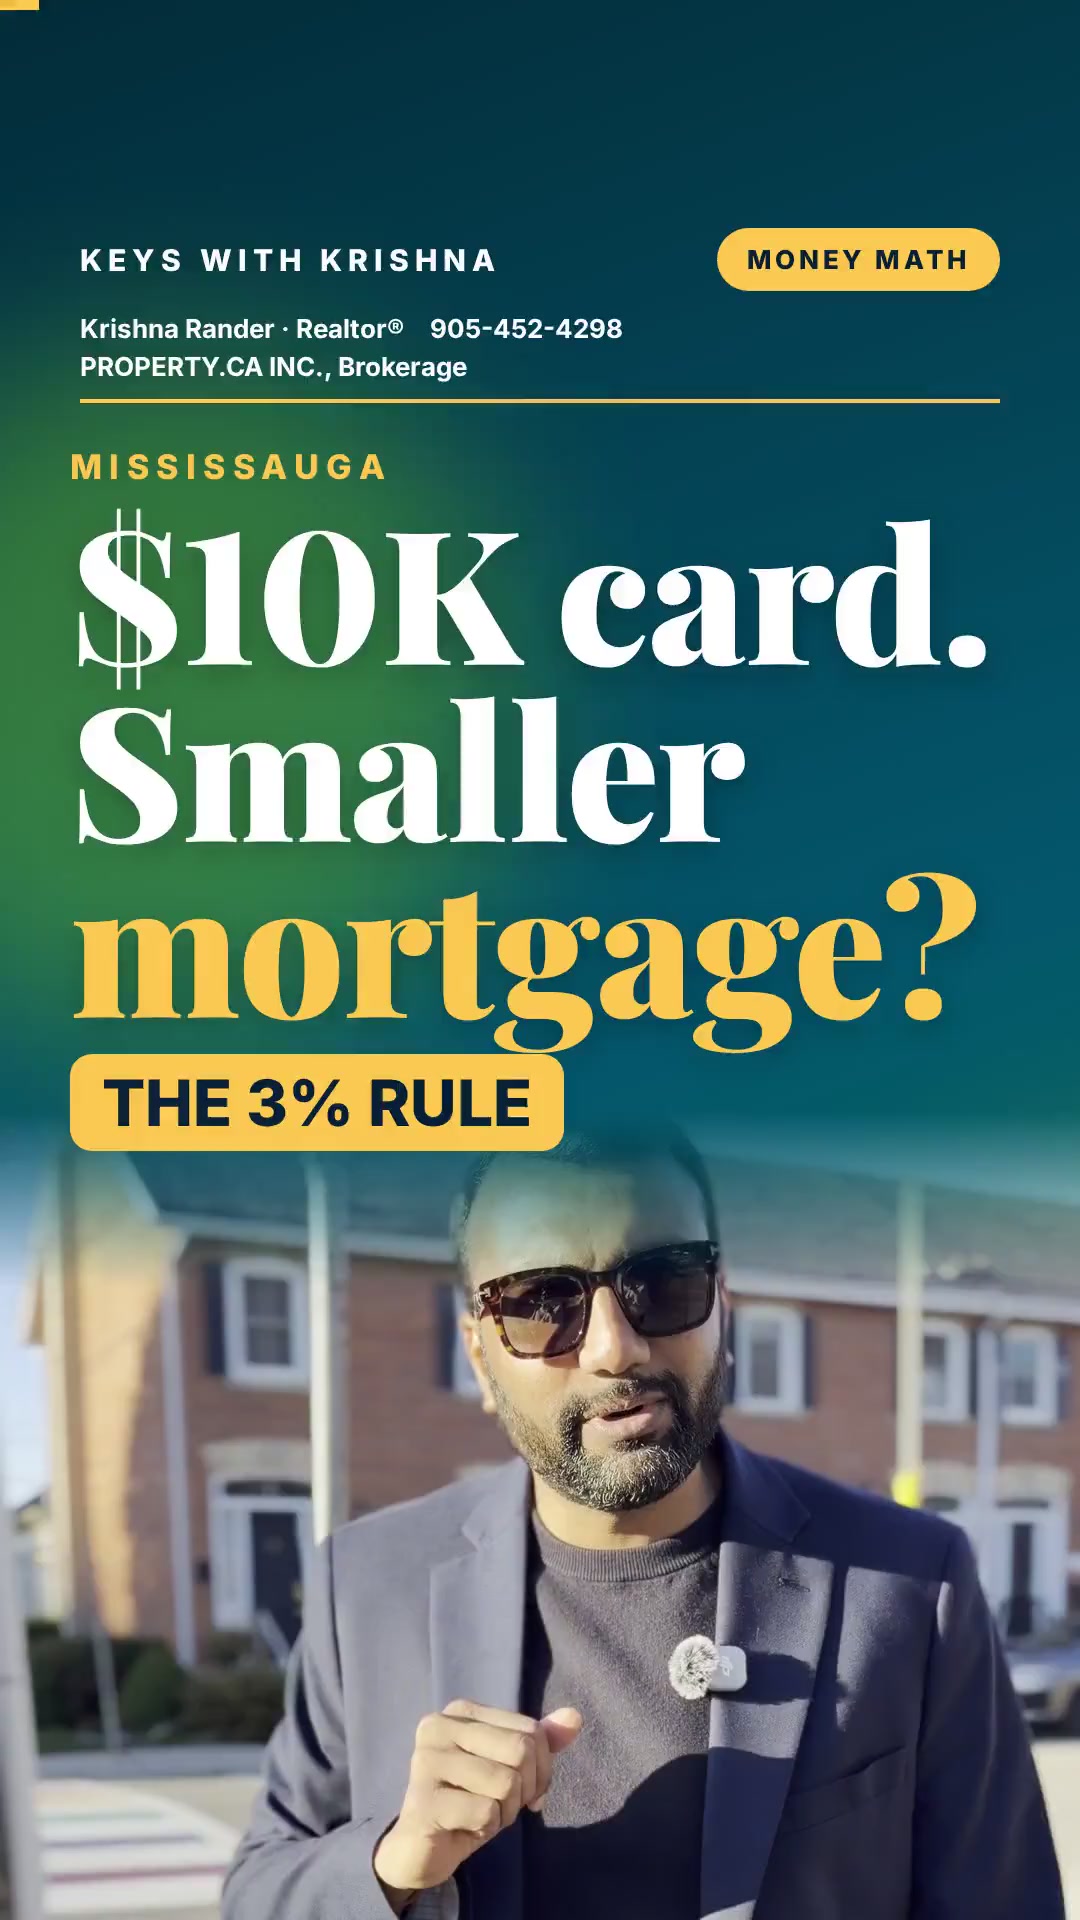 KEYS WITH KRISHNA
MONEY MATH
Krishna Rander · Realtor® 905-452-4298
PROPERTY.CA INC., Brokerage
MISSISSAUGA
$10K card.
Smaller
mortgage?
THE 3% RULE